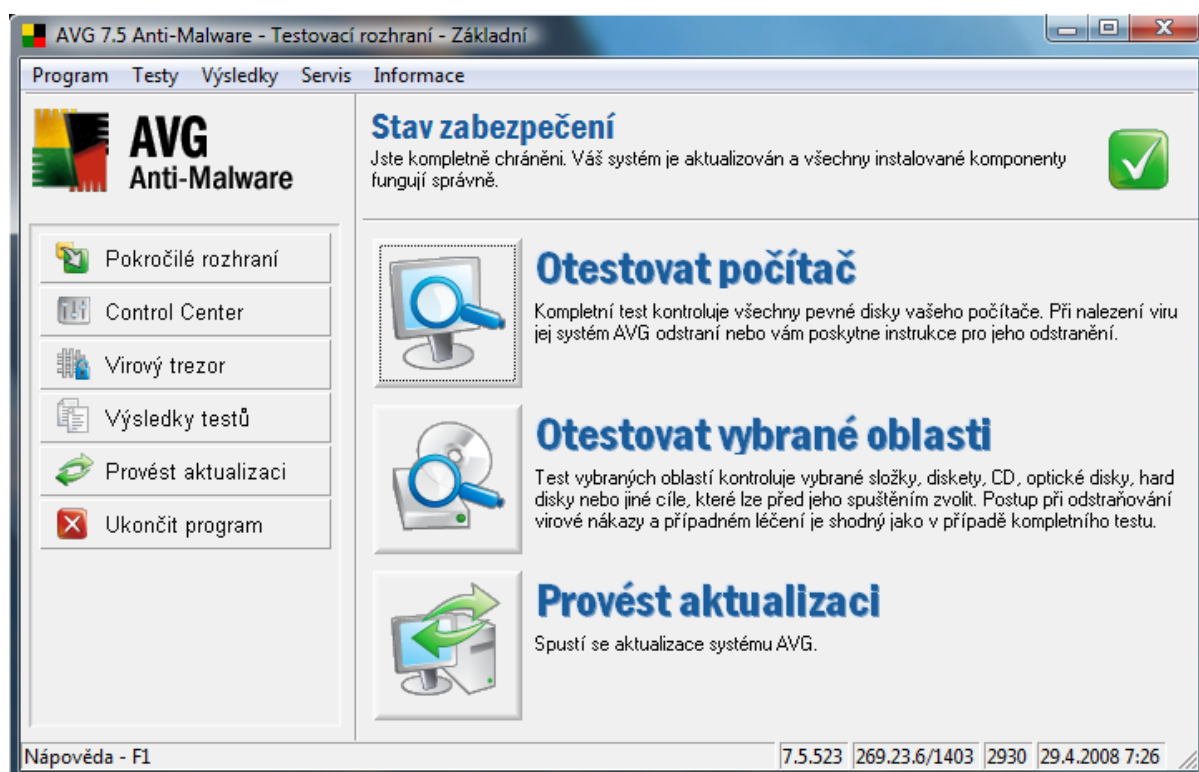 AVG 7.5 Anti-Malware - Testovací rozhraní - Základní
Program Testy Výsledky Servis Informace
AVG
Anti-Malware
Stav zabezpečení
Jste kompletně chráněni. Váš systém je aktualizován a všechny instalované komponenty
fungují správně.
Pokročilé rozhraní
Control Center
Virový trezor
Výsledky testů
Provést aktualizaci
Ukončit program
Otestovat počítač
Kompletní test kontroluje všechny pevné disky vašeho počítače. Při nalezení viru
jej systém AVG odstraní nebo vám poskytne instrukce pro jeho odstranění.
Otestovat vybrané oblasti
Test vybraných oblastí kontroluje vybrané složky, diskety, CD, optické disky, hard
disky nebo jiné cíle, které lze před jeho spuštěním zvolit. Postup při odstraňování
virové nákazy a případném léčení je shodný jako v případě kompletního testu.
Provést aktualizaci
Spustí se aktualizace systému AVG.
Nápověda - F1
7.5.523 269.23.6/1403 2930 29.4.2008 7:26